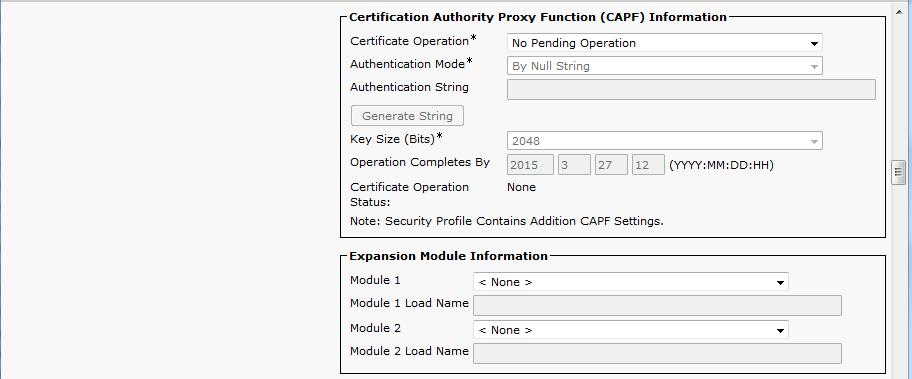 Certification Authority Proxy Function (CAPF) Information
Certificate Operation* No Pending Operation
Authentication Mode* By Null String
Authentication String
Generate String
Key Size (Bits)* 2048
Operation Completes By 2015 3 27 12 (YYYY:MM:DD:HH)
Certificate Operation None
Status:
Note: Security Profile Contains Addition CAPF Settings.
Expansion Module Information
Module 1 < None >
Module 1 Load Name
Module 2 < None >
Module 2 Load Name